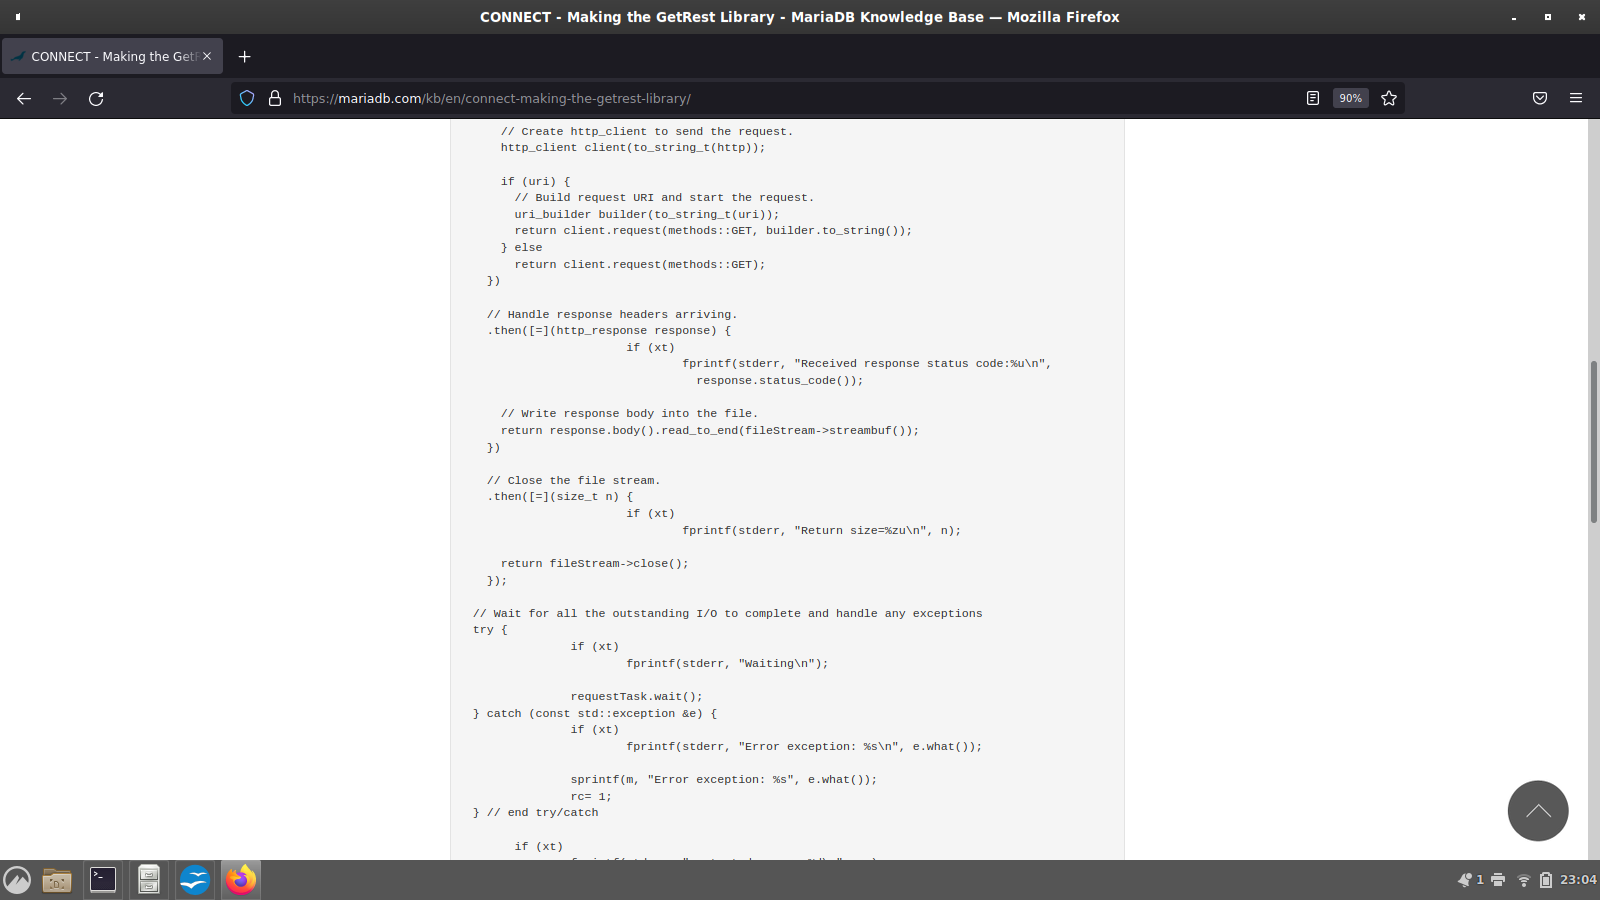 CONNECT - Making the GetRest Library - MariaDB Knowledge Base — Mozilla Firefox
CONNECT - Making the GetR
https://mariadb.com/kb/en/connect-making-the-getrest-library/
90%
// Create http_client to send the request.
http_client client(to_string_t(http));
if (uri) {
// Build request URI and start the request.
uri_builder builder(to_string_t(uri));
return client.request(methods::GET, builder.to_string());
} else
return client.request(methods::GET);
})
// Handle response headers arriving.
.then([=](http_response response) {
if (xt)
fprintf(stderr, "Received response status code:%u\n",
response.status_code());
// Write response body into the file.
return response.body().read_to_end(fileStream->streambuf());
})
// Close the file stream.
.then([=](size_t n) {
if (xt)
fprintf(stderr, "Return size=%zu\n", n);
return fileStream->close();
});
// Wait for all the outstanding I/O to complete and handle any exceptions
try {
if (xt)
fprintf(stderr, "Waiting\n");
requestTask.wait();
} catch (const std::exception &e) {
if (xt)
fprintf(stderr, "Error exception: %s\n", e.what());
sprintf(m, "Error exception: %s", e.what());
rc= 1;
} // end try/catch
if (xt)
1
23:04